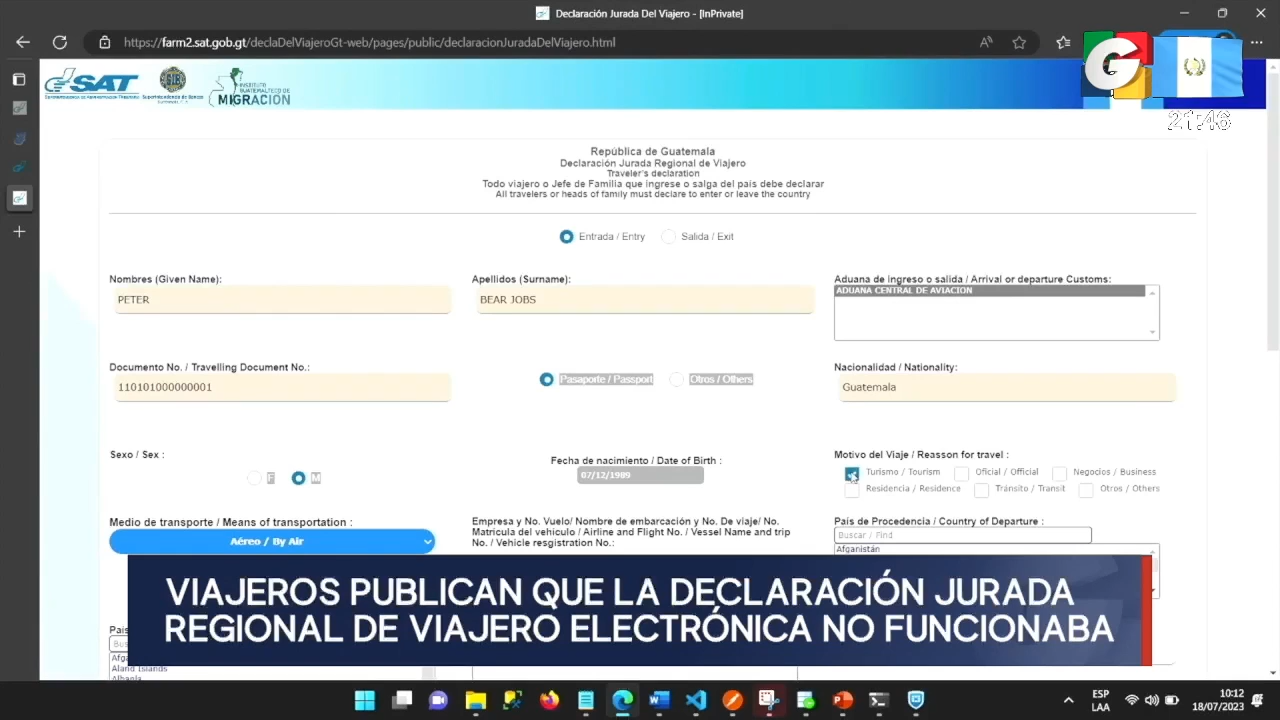 Declaración Jurada Del Viajero - [InPrivate]
https://farm2.sat.gob.gt/declaDelViajeroGt-web/pages/public/declaracionJuradaDelViajero.html
SAT
MIGRACIÓN
G
21:46
República de Guatemala
Declaración Jurada Regional de Viajero
Traveler's declaration
Todo viajero o Jefe de Familia que ingrese o salga del país debe declarar
All travelers or heads of family must declare to enter or leave the country
Entrada / Entry Salida / Exit
Nombres (Given Name): Apellidos (Surname): Aduana de ingreso o salida / Arrival or departure Customs:
PETER BEAR JOBS ADUANA CENTRAL DE AVIACION
Documento No. / Travelling Document No.: Nacionalidad / Nationality:
110101000000001 Pasaporte / Passport Otros / Others Guatemala
Sexo / Sex : Fecha de nacimiento / Date of Birth : Motivo del Viaje / Reasson for travel :
F M 07/12/1989 Turismo / Tourism Oficial / Official Negocios / Business
Residencia / Residence Tránsito / Transit Otros / Others
Medio de transporte / Means of transportation : Empresa y No. Vuelo/ Nombre de embarcación y No. De viaje/ No. País de Procedencia / Country of Departure :
Aéreo / By Air Matricula del vehiculo / Airline and Flight No. / Vessel Name and trip Buscar / Find
No. / Vehicle resgistration No.: Afganistán
VIAJEROS PUBLICAN QUE LA DECLARACIÓN JURADA
REGIONAL DE VIAJERO ELECTRÓNICA NO FUNCIONABA
Aland Islands
Albania
ESP
LAA
10:12
18/07/2023